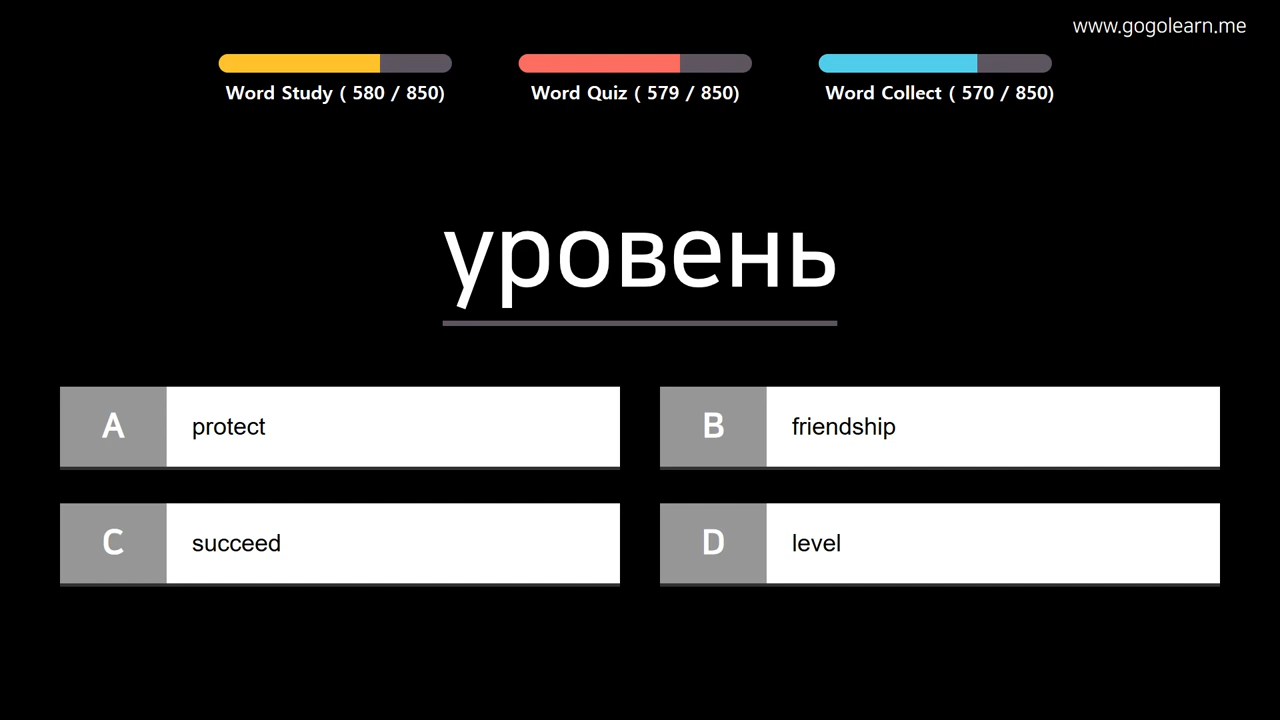 www.gogolearn.me
Word Study ( 580 / 850)
Word Quiz ( 579 / 850)
Word Collect ( 570 / 850)
уровень
A protect
B friendship
C succeed
D level